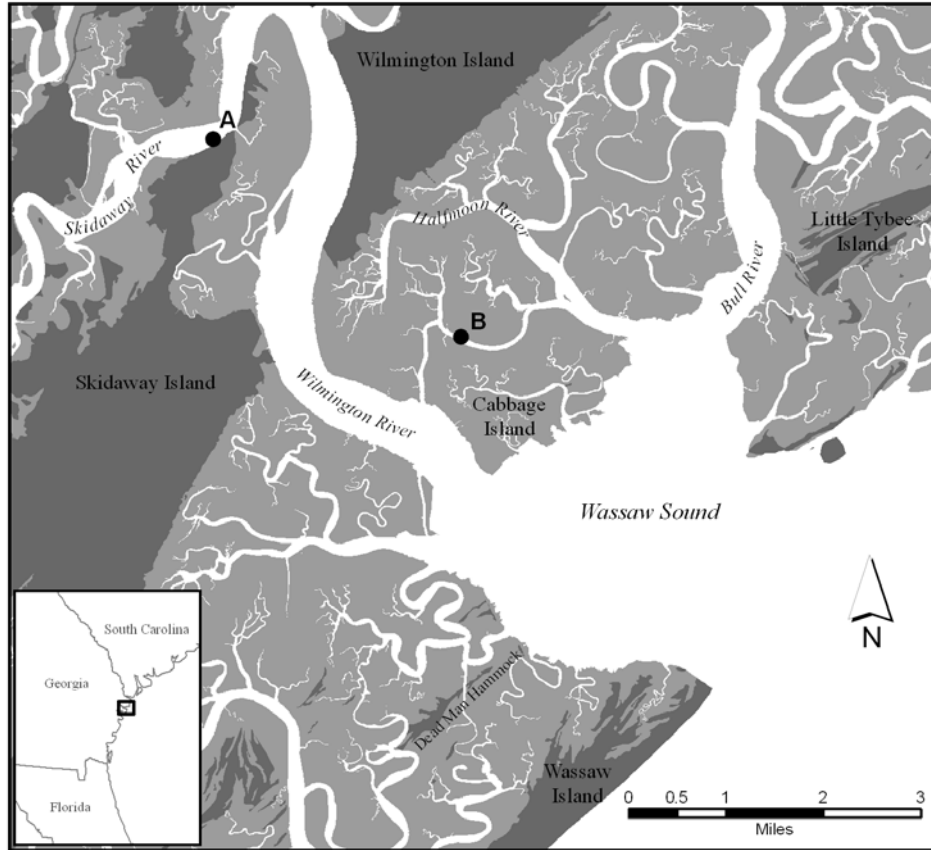 Wilmington Island
A
Skidaway River
Halfmoon River
Little Tybee
Island
Bull River
B
Skidaway Island
Wilmington River
Cabbage
Island
Wassaw Sound
N
South Carolina
Georgia
Florida
Dead Man Hammock
Wassaw
Island
0 0.5 1 2 3
Miles